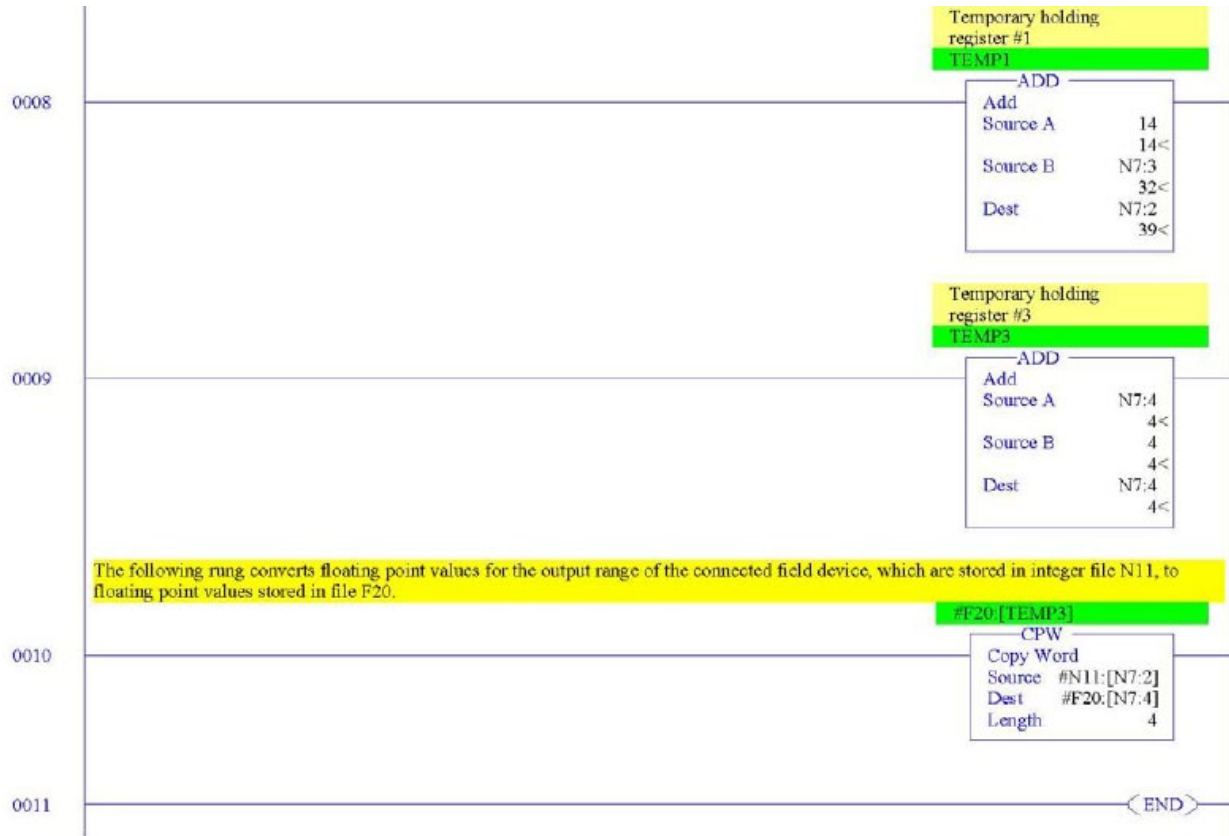 Temporary holding
register #1
TEMP1
ADD
0008
Add
Source A 14
14<
Source B N7:3
32<
Dest N7:2
39<
Temporary holding
register #3
TEMP3
ADD
0009
Add
Source A N7:4
4<
Source B 4
4<
Dest N7:4
4<
The following rung converts floating point values for the output range of the connected field device, which are stored in integer file N11, to
floating point values stored in file F20.
#F20:[TEMP3]
CPW
0010
Copy Word
Source #N11:[N7:2]
Dest #F20:[N7:4]
Length 4
0011
END